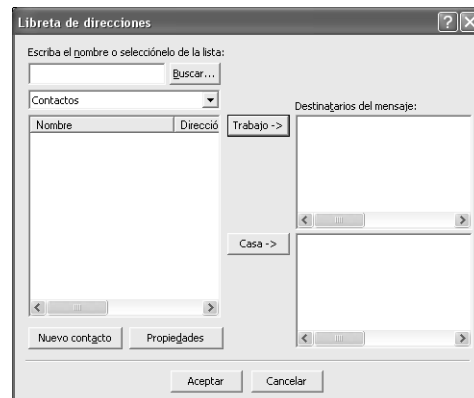 Libreta de direcciones
Escriba el nombre o selecciónelo de la lista:
Buscar...
Contactos
Destinatarios del mensaje:
Nombre Direcció
Trabajo ->
Casa ->
Nuevo contacto Propiedades
Aceptar Cancelar